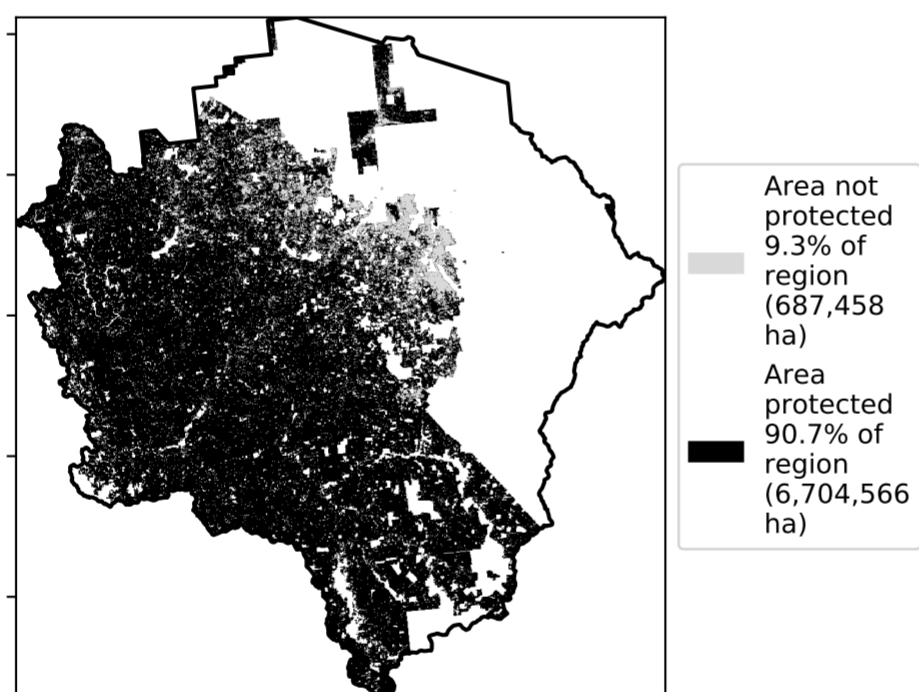 Area not
protected
9.3% of
region
(687,458
ha)
Area
protected
90.7% of
region
(6,704,566
ha)